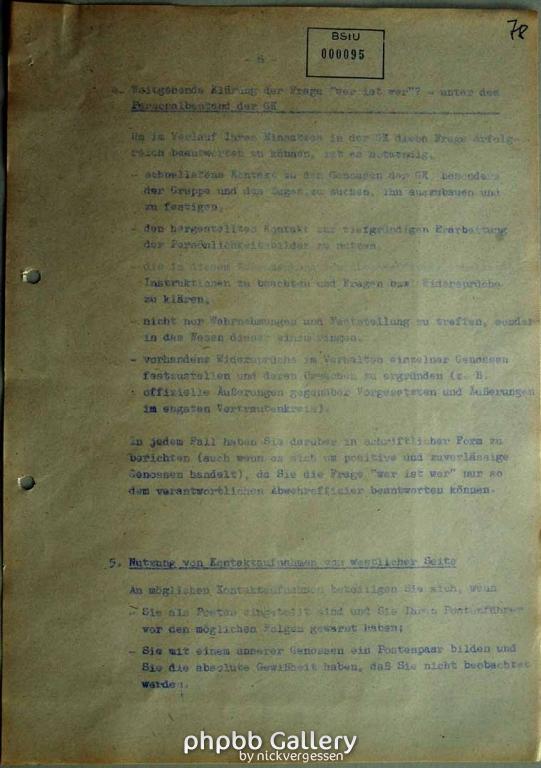 78
BStU
000095
- 8 -
a. Weitgehende Klärung der Frage "wer ist wer"? - unter dem
Personalbestand der GK
Um im Verlauf Ihres Einsatzes in der GK diese Frage erfolg-
reich beantworten zu können, ist es notwendig,
- schnellstens Kontakt zu den Genossen der GK, besonders
der Gruppe und des Zuges zu suchen, ihn auszubauen und
zu festigen,
- den hergestellten Kontakt zur tiefgründigen Erarbeitung
der Persönlichkeitsbilder zu nutzen,
- die in diesem
Instruktionen zu beachten und Fragen bzw. Widersprüche
zu klären,
- nicht nur Wahrnehmungen und Feststellung zu treffen, sondern
in das Wesen dieser einzudringen.
- vorhandene Widersprüche im Verhalten einzelner Genossen
festzustellen und deren Ursachen zu ergründen (z. B.
offizielle Äußerungen gegenüber Vorgesetzten und Äußerungen
im engsten Vertrautenkreis).
In jedem Fall haben Sie darüber in schriftlicher Form zu
berichten (auch wenn es sich um positive und zuverlässige
Genossen handelt), da Sie die Frage "wer ist wer" nur so
dem verantwortlichen Abwehroffizier beantworten können.
5. Nutzung von Kontaktaufnahmen von westlicher Seite
An möglichen Kontaktaufnahmen beteiligen Sie sich, wenn
- Sie als Posten eingeteilt sind und Sie Ihren Postenführer
vor den möglichen Folgen gewarnt haben;
- Sie mit einem unserer Genossen ein Postenpaar bilden und
Sie die absolute Gewißheit haben, daß Sie nicht beobachtet
werden.
phpbb Gallery
by nickvergessen